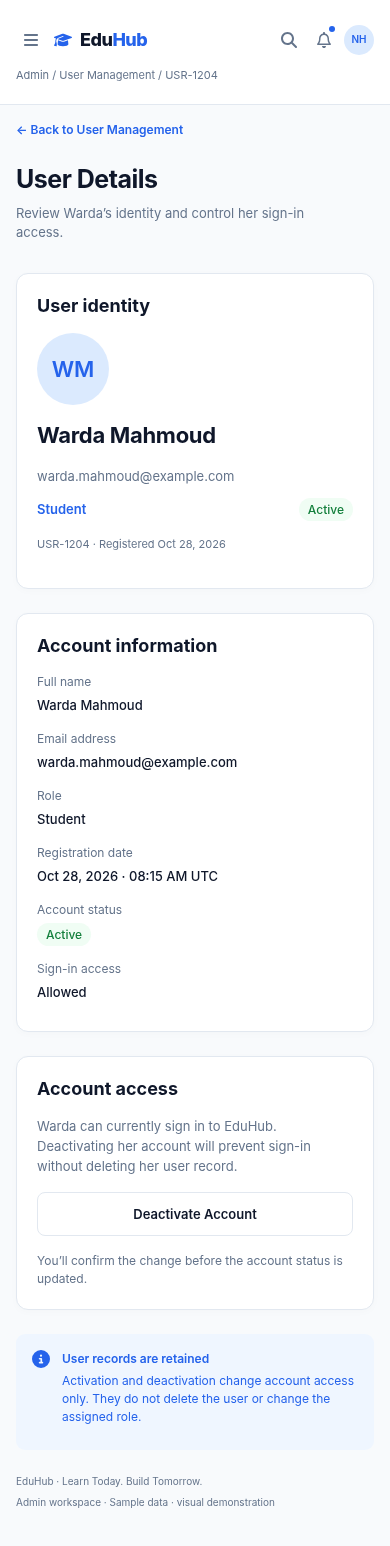 EduHub
NH
Admin / User Management / USR-1204
← Back to User Management
User Details
Review Warda’s identity and control her sign-in
access.
User identity
WM
Warda Mahmoud
warda.mahmoud@example.com
Student
Active
USR-1204 · Registered Oct 28, 2026
Account information
Full name
Warda Mahmoud
Email address
warda.mahmoud@example.com
Role
Student
Registration date
Oct 28, 2026 · 08:15 AM UTC
Account status
Active
Sign-in access
Allowed
Account access
Warda can currently sign in to EduHub.
Deactivating her account will prevent sign-in
without deleting her user record.
Deactivate Account
You’ll confirm the change before the account status is
updated.
User records are retained
Activation and deactivation change account access
only. They do not delete the user or change the
assigned role.
EduHub · Learn Today. Build Tomorrow.
Admin workspace · Sample data · visual demonstration